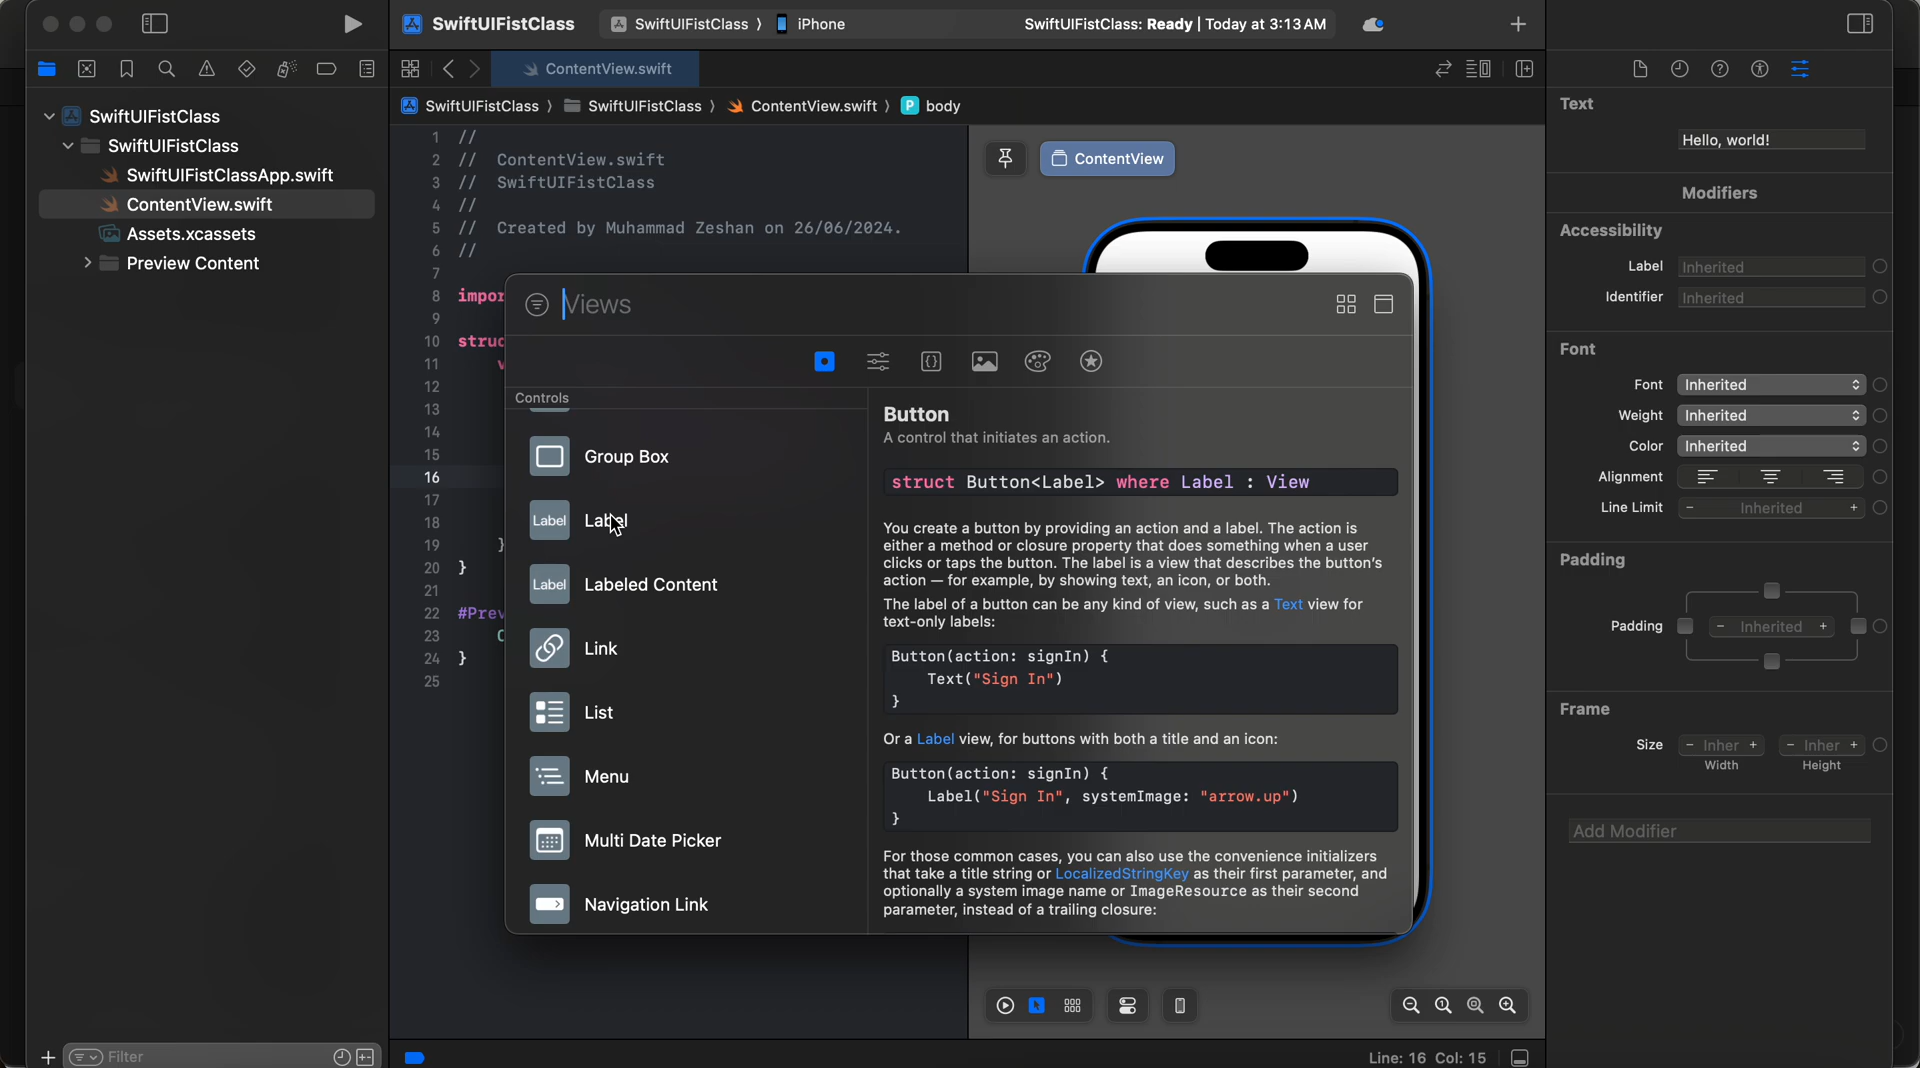 SwiftUIFistClass
SwiftUIFistClass 〉 iPhone
SwiftUIFistClass: Ready | Today at 3:13 AM
ContentView.swift
SwiftUIFistClass 〉 SwiftUIFistClass 〉 ContentView.swift 〉 P body
SwiftUIFistClass
SwiftUIFistClass
SwiftUIFistClassApp.swift
ContentView.swift
Assets.xcassets
Preview Content
Filter
1 //
2 // ContentView.swift
3 // SwiftUIFistClass
4 //
5 // Created by Muhammad Zeshan on 26/06/2024.
6 //
7
8 impor
9
10 struc
11 v
12
13
14
15
16
17
18
19 }
20 }
21
22 #Prev
23 C
24 }
25
ContentView
Views
Controls
Group Box
Label Label
Label Labeled Content
Link
List
Menu
Multi Date Picker
Navigation Link
Button
A control that initiates an action.
struct Button<Label> where Label : View
You create a button by providing an action and a label. The action is
either a method or closure property that does something when a user
clicks or taps the button. The label is a view that describes the button's
action — for example, by showing text, an icon, or both.
The label of a button can be any kind of view, such as a Text view for
text-only labels:
Button(action: signIn) {
Text("Sign In")
}
Or a Label view, for buttons with both a title and an icon:
Button(action: signIn) {
Label("Sign In", systemImage: "arrow.up")
}
For those common cases, you can also use the convenience initializers
that take a title string or LocalizedStringKey as their first parameter, and
optionally a system image name or ImageResource as their second
parameter, instead of a trailing closure:
Line: 16 Col: 15
Text
Hello, world!
Modifiers
Accessibility
Label Inherited
Identifier Inherited
Font
Font Inherited
Weight Inherited
Color Inherited
Alignment
Line Limit − Inherited +
Padding
Padding − Inherited +
Frame
Size − Inher + − Inher +
Width Height
Add Modifier